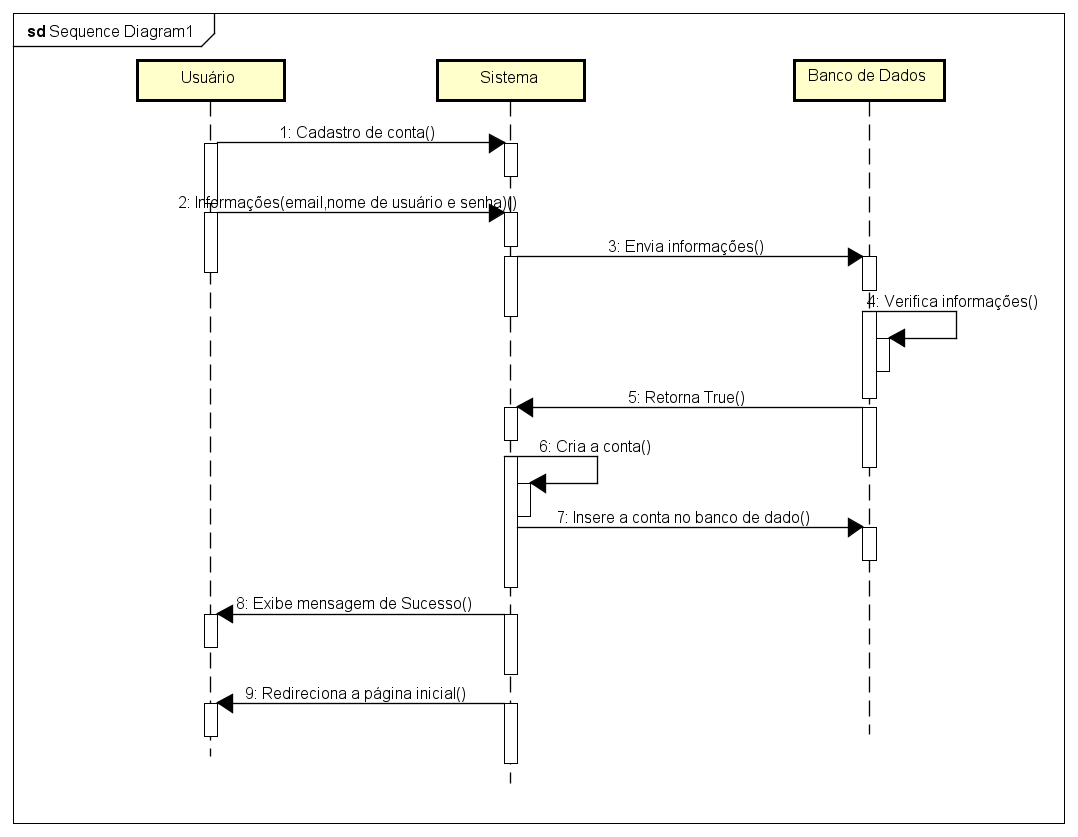 sd Sequence Diagram1
Usuário
Sistema
Banco de Dados
1: Cadastro de conta()
2: Informações(email,nome de usuário e senha)()
3: Envia informações()
4: Verifica informações()
5: Retorna True()
6: Cria a conta()
7: Insere a conta no banco de dado()
8: Exibe mensagem de Sucesso()
9: Redireciona a página inicial()